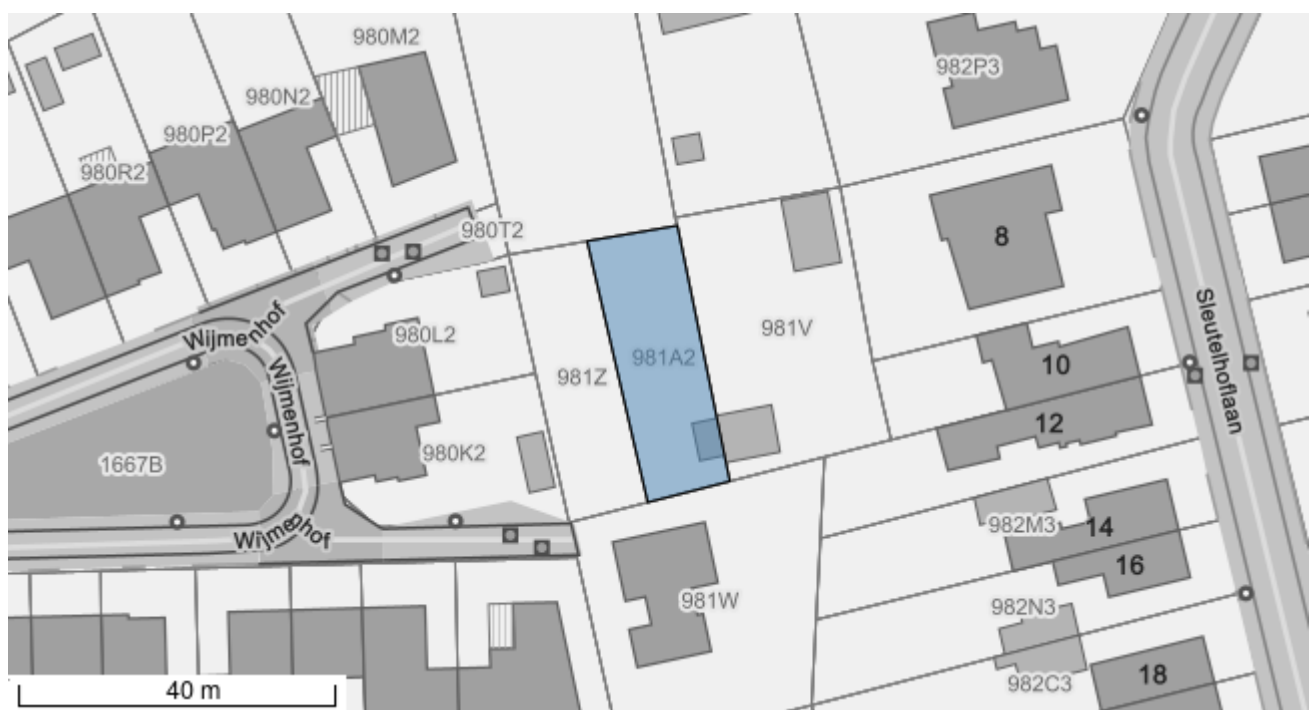 980M2
982P3
980N2
980P2
980R2
980T2
8
Wijmenhof
980L2
981V
Sleutelhoflaan
981Z
981A2
10
Wijmenhof
12
1667B
980K2
Wijmenhof
982M3
14
16
981W
982N3
982C3
18
40 m